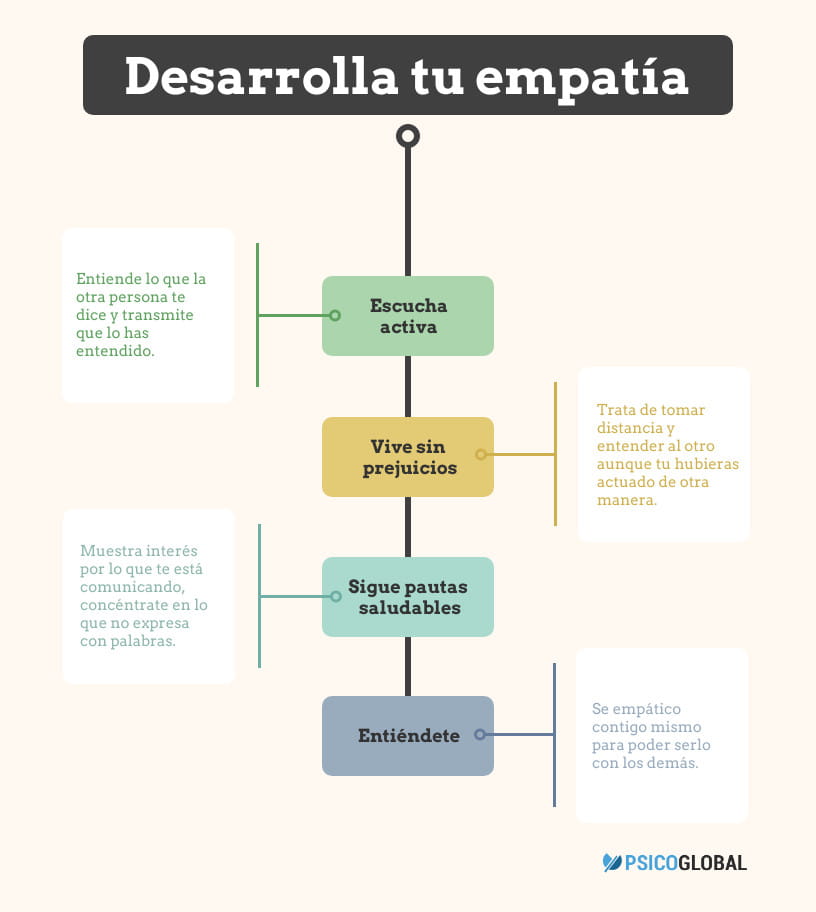 Desarrolla tu empatía
Escucha
activa
Entiende lo que la
otra persona te
dice y transmite
que lo has
entendido.
Vive sin
prejuicios
Trata de tomar
distancia y
entender al otro
aunque tu hubieras
actuado de otra
manera.
Sigue pautas
saludables
Muestra interés
por lo que te está
comunicando,
concéntrate en lo
que no expresa
con palabras.
Entiéndete
Se empático
contigo mismo
para poder serlo
con los demás.
PSICOGLOBAL